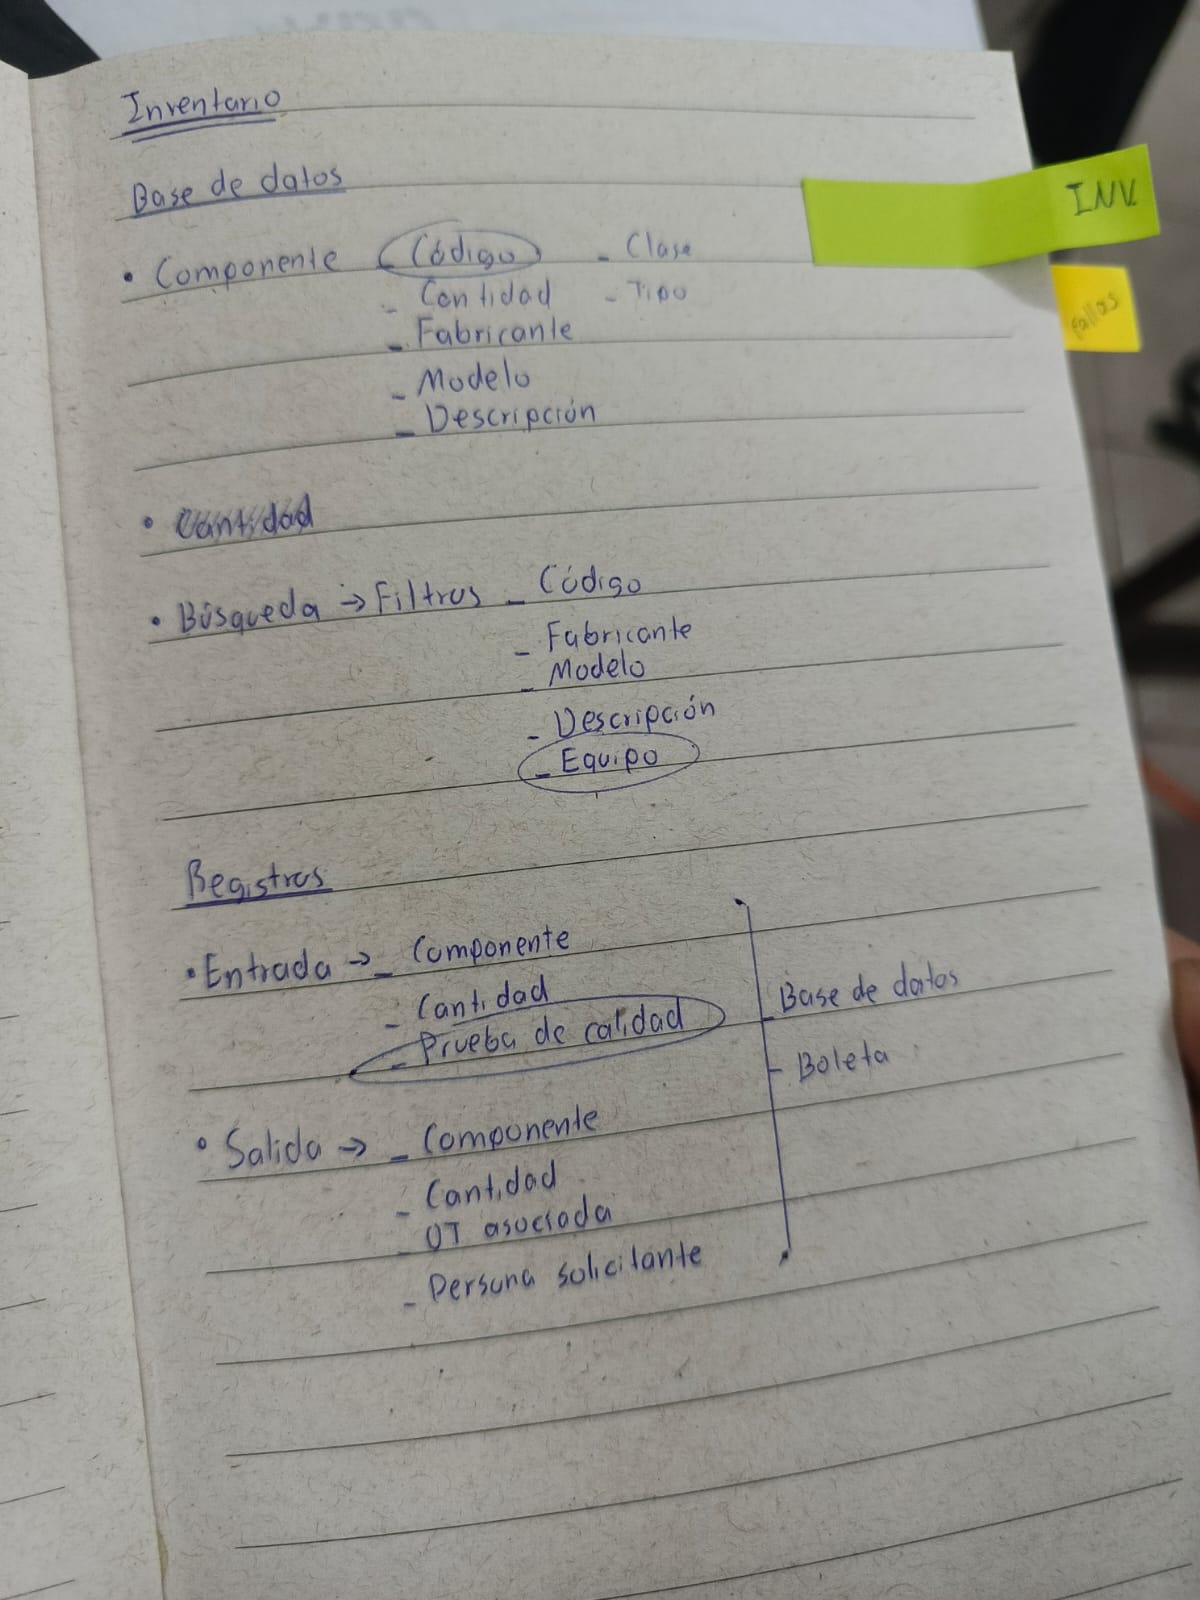 Inventario
INV.
Base de datos
fallas
• Componente - Código - Clase
- Cantidad - Tipo
- Fabricante
- Modelo
- Descripción
• Cantidad
• Búsqueda → Filtros - Código
- Fabricante
- Modelo
- Descripción
- Equipo
Registros
• Entrada → - Componente
- Cantidad
- Prueba de calidad
- Base de datos
- Boleta
• Salida → - Componente
- Cantidad
- OT asociada
- Persona solicitante